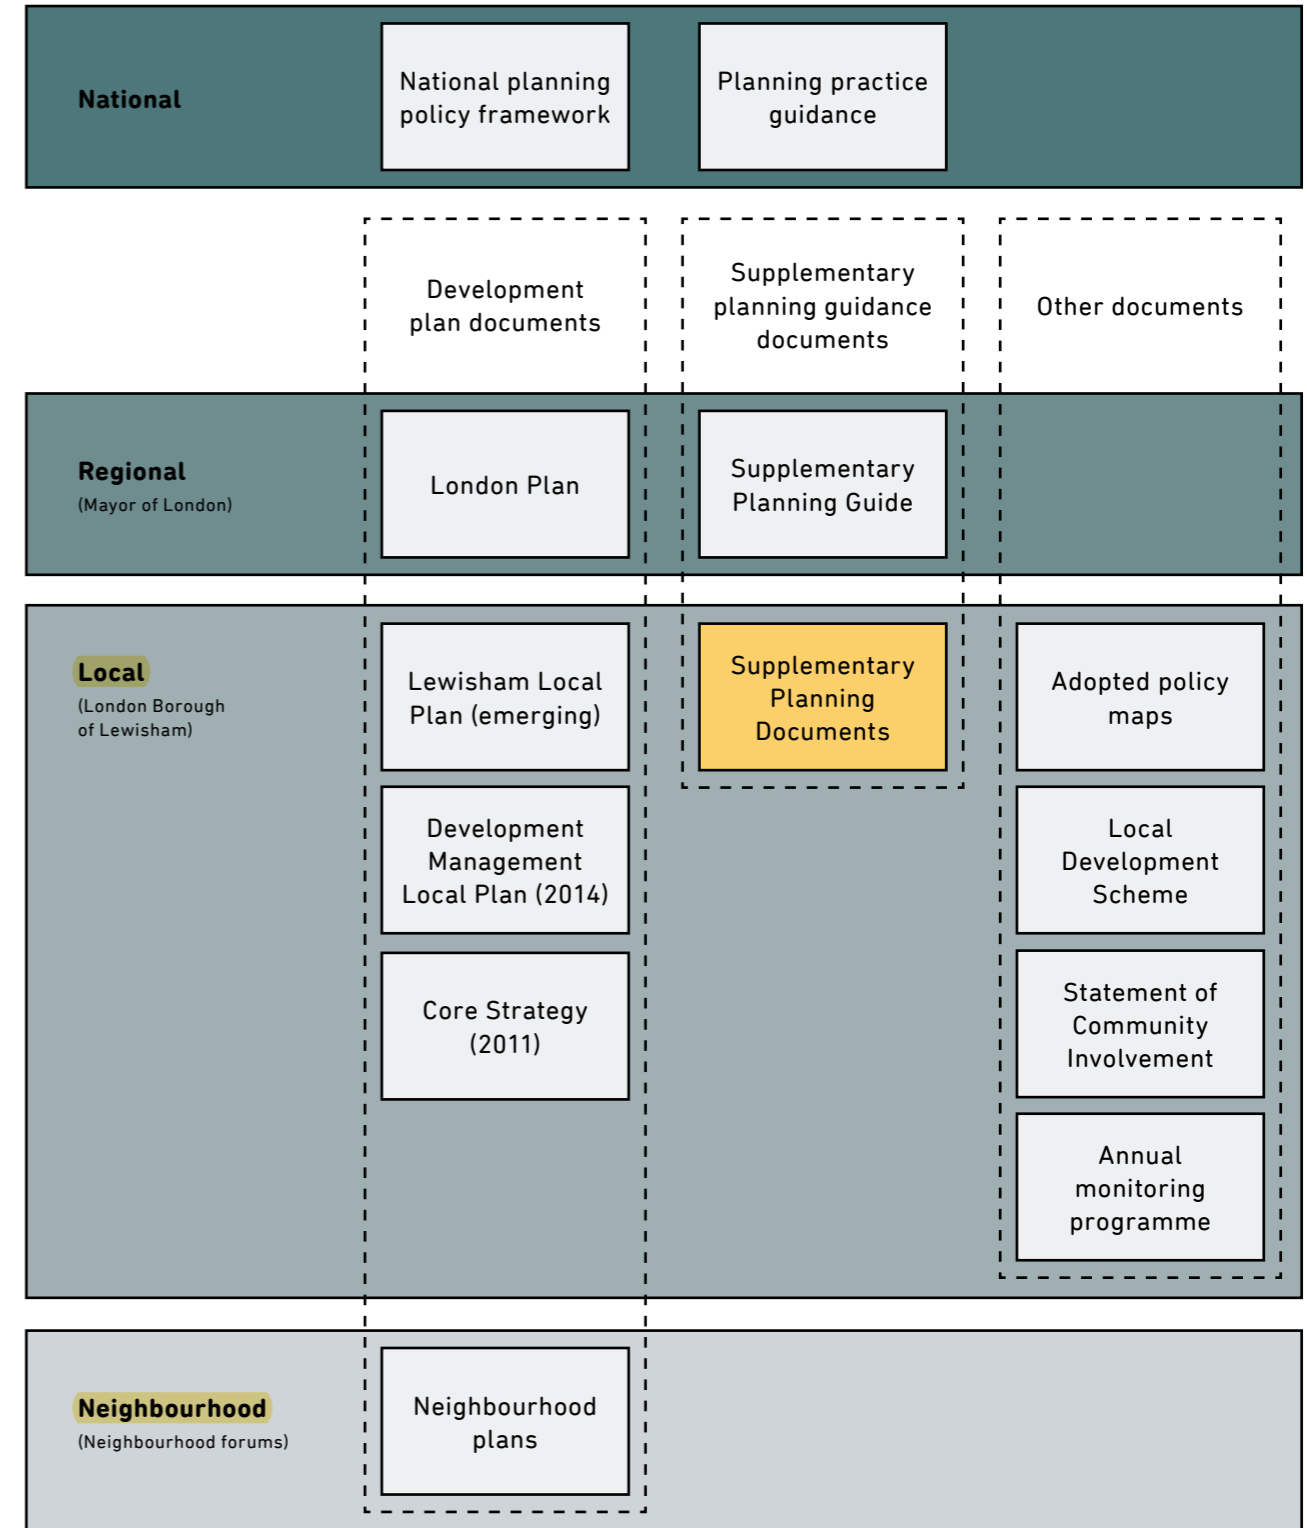 National
National planning
policy framework
Planning practice
guidance
Development
plan documents
Supplementary
planning guidance
documents
Other documents
Regional
(Mayor of London)
London Plan
Supplementary
Planning Guide
Local
(London Borough
of Lewisham)
Lewisham Local
Plan (emerging)
Supplementary
Planning
Documents
Adopted policy
maps
Development
Management
Local Plan (2014)
Local
Development
Scheme
Core Strategy
(2011)
Statement of
Community
Involvement
Annual
monitoring
programme
Neighbourhood
(Neighbourhood forums)
Neighbourhood
plans